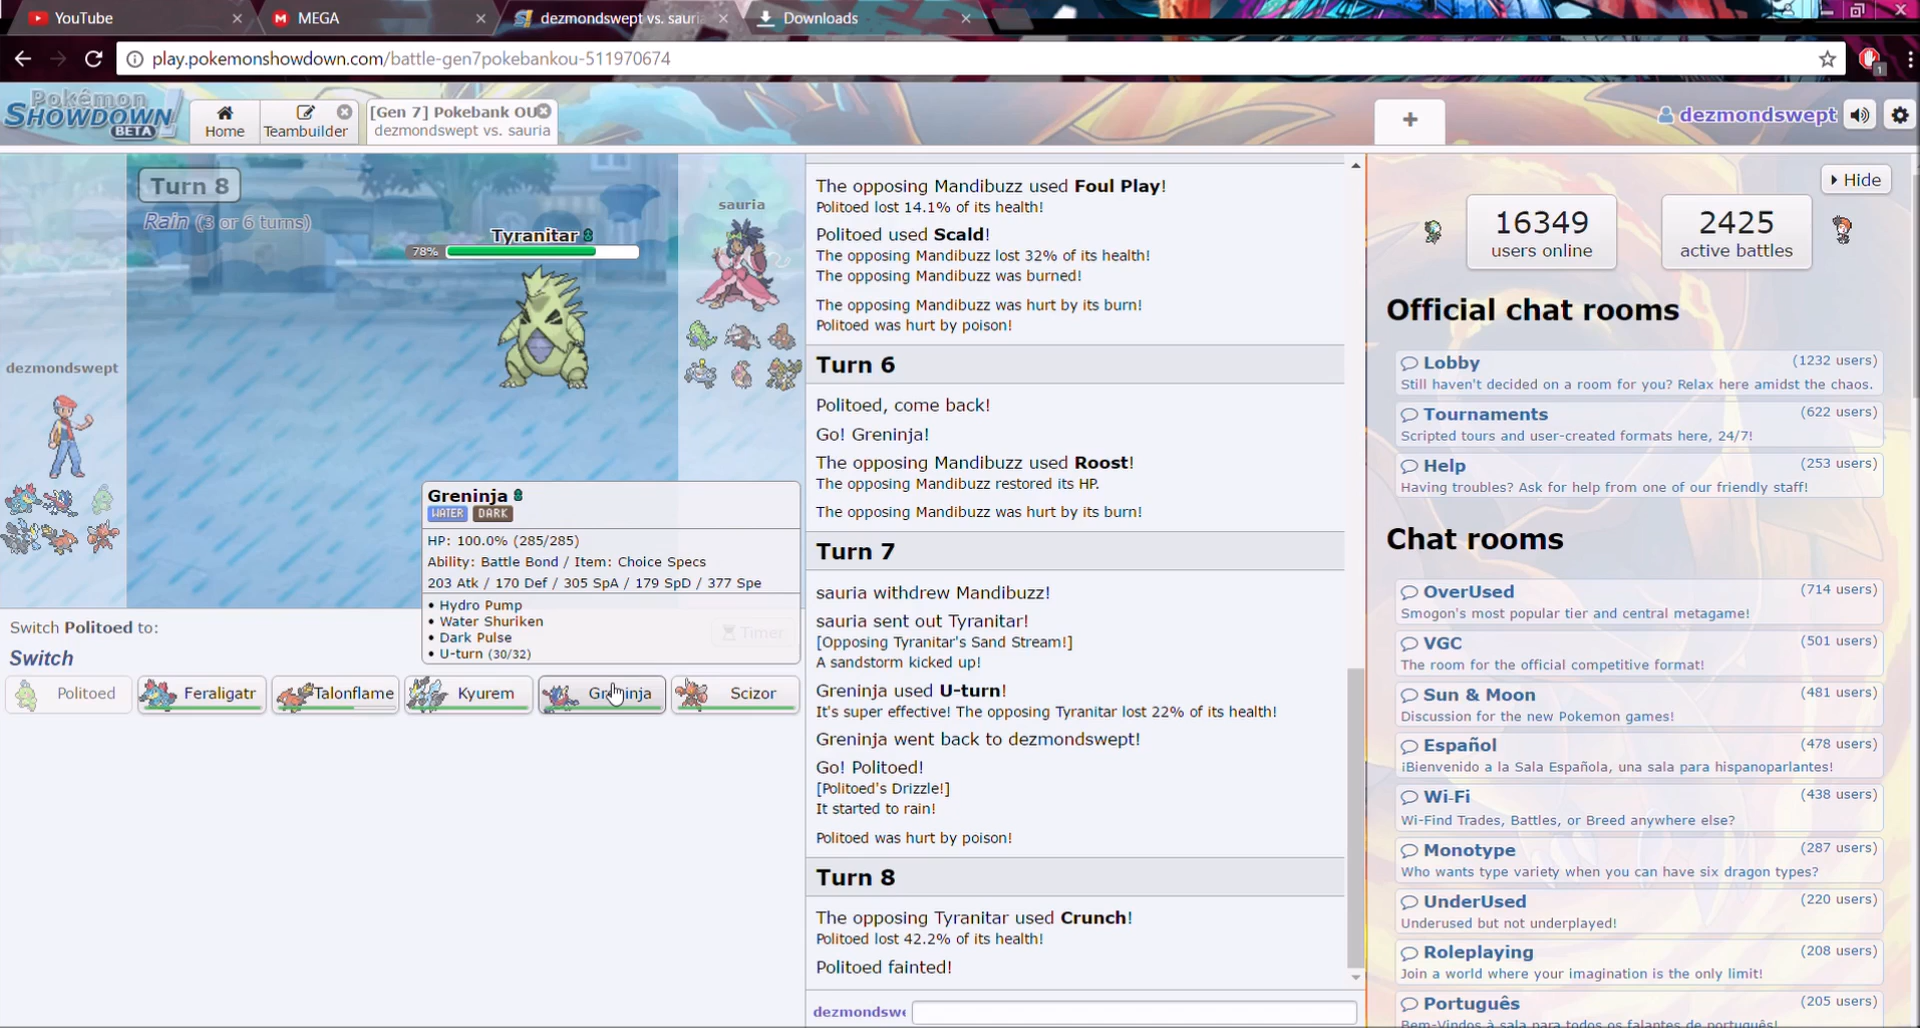 YouTube
MEGA
dezmondswept vs. sauri
Downloads
play.pokemonshowdown.com/battle-gen7pokebankou-511970674
1
Pokémon
SHOWDOWN
BETA
Home
Teambuilder
[Gen 7] Pokebank OU
dezmondswept vs. sauria
+
dezmondswept
Turn 8
Rain (3 or 6 turns)
Tyranitar
78%
sauria
dezmondswept
Greninja
WATER DARK
HP: 100.0% (285/285)
Ability: Battle Bond / Item: Choice Specs
203 Atk / 170 Def / 305 SpA / 179 SpD / 377 Spe
• Hydro Pump
• Water Shuriken
• Dark Pulse
• U-turn (30/32)
Timer
Switch Politoed to:
Switch
Politoed
Feraligatr
Talonflame
Kyurem
Greninja
Scizor
The opposing Mandibuzz used Foul Play!
Politoed lost 14.1% of its health!
Politoed used Scald!
The opposing Mandibuzz lost 32% of its health!
The opposing Mandibuzz was burned!
The opposing Mandibuzz was hurt by its burn!
Politoed was hurt by poison!
Turn 6
Politoed, come back!
Go! Greninja!
The opposing Mandibuzz used Roost!
The opposing Mandibuzz restored its HP.
The opposing Mandibuzz was hurt by its burn!
Turn 7
sauria withdrew Mandibuzz!
sauria sent out Tyranitar!
[Opposing Tyranitar's Sand Stream!]
A sandstorm kicked up!
Greninja used U-turn!
It's super effective! The opposing Tyranitar lost 22% of its health!
Greninja went back to dezmondswept!
Go! Politoed!
[Politoed's Drizzle!]
It started to rain!
Politoed was hurt by poison!
Turn 8
The opposing Tyranitar used Crunch!
Politoed lost 42.2% of its health!
Politoed fainted!
dezmondswe
Hide
16349
users online
2425
active battles
Official chat rooms
Lobby (1232 users)
Still haven't decided on a room for you? Relax here amidst the chaos.
Tournaments (622 users)
Scripted tours and user-created formats here, 24/7!
Help (253 users)
Having troubles? Ask for help from one of our friendly staff!
Chat rooms
OverUsed (714 users)
Smogon's most popular tier and central metagame!
VGC (501 users)
The room for the official competitive format!
Sun & Moon (481 users)
Discussion for the new Pokemon games!
Español (478 users)
¡Bienvenido a la Sala Española, una sala para hispanoparlantes!
Wi-Fi (438 users)
Wi-Find Trades, Battles, or Breed anywhere else?
Monotype (287 users)
Who wants type variety when you can have six dragon types?
UnderUsed (220 users)
Underused but not underplayed!
Roleplaying (208 users)
Join a world where your imagination is the only limit!
Português (205 users)
Bem-Vindos à sala para todos os falantes de português!